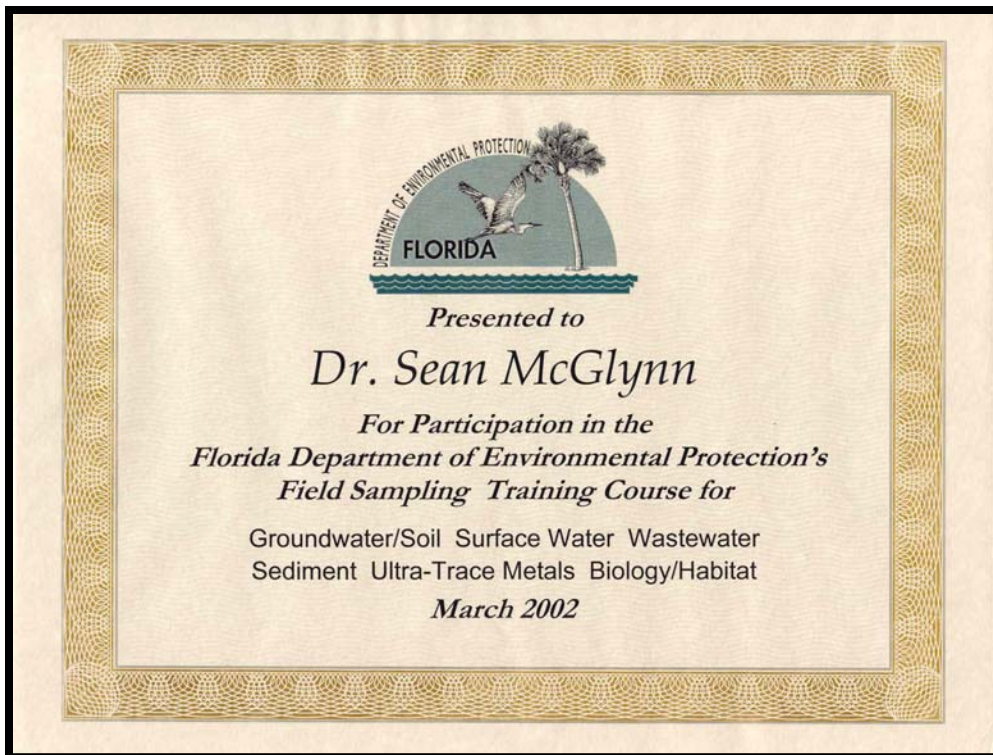 DEPARTMENT OF ENVIRONMENTAL PROTECTION
FLORIDA
Presented to
Dr. Sean McGlynn
For Participation in the
Florida Department of Environmental Protection's
Field Sampling Training Course for
Groundwater/Soil Surface Water Wastewater
Sediment Ultra-Trace Metals Biology/Habitat
March 2002